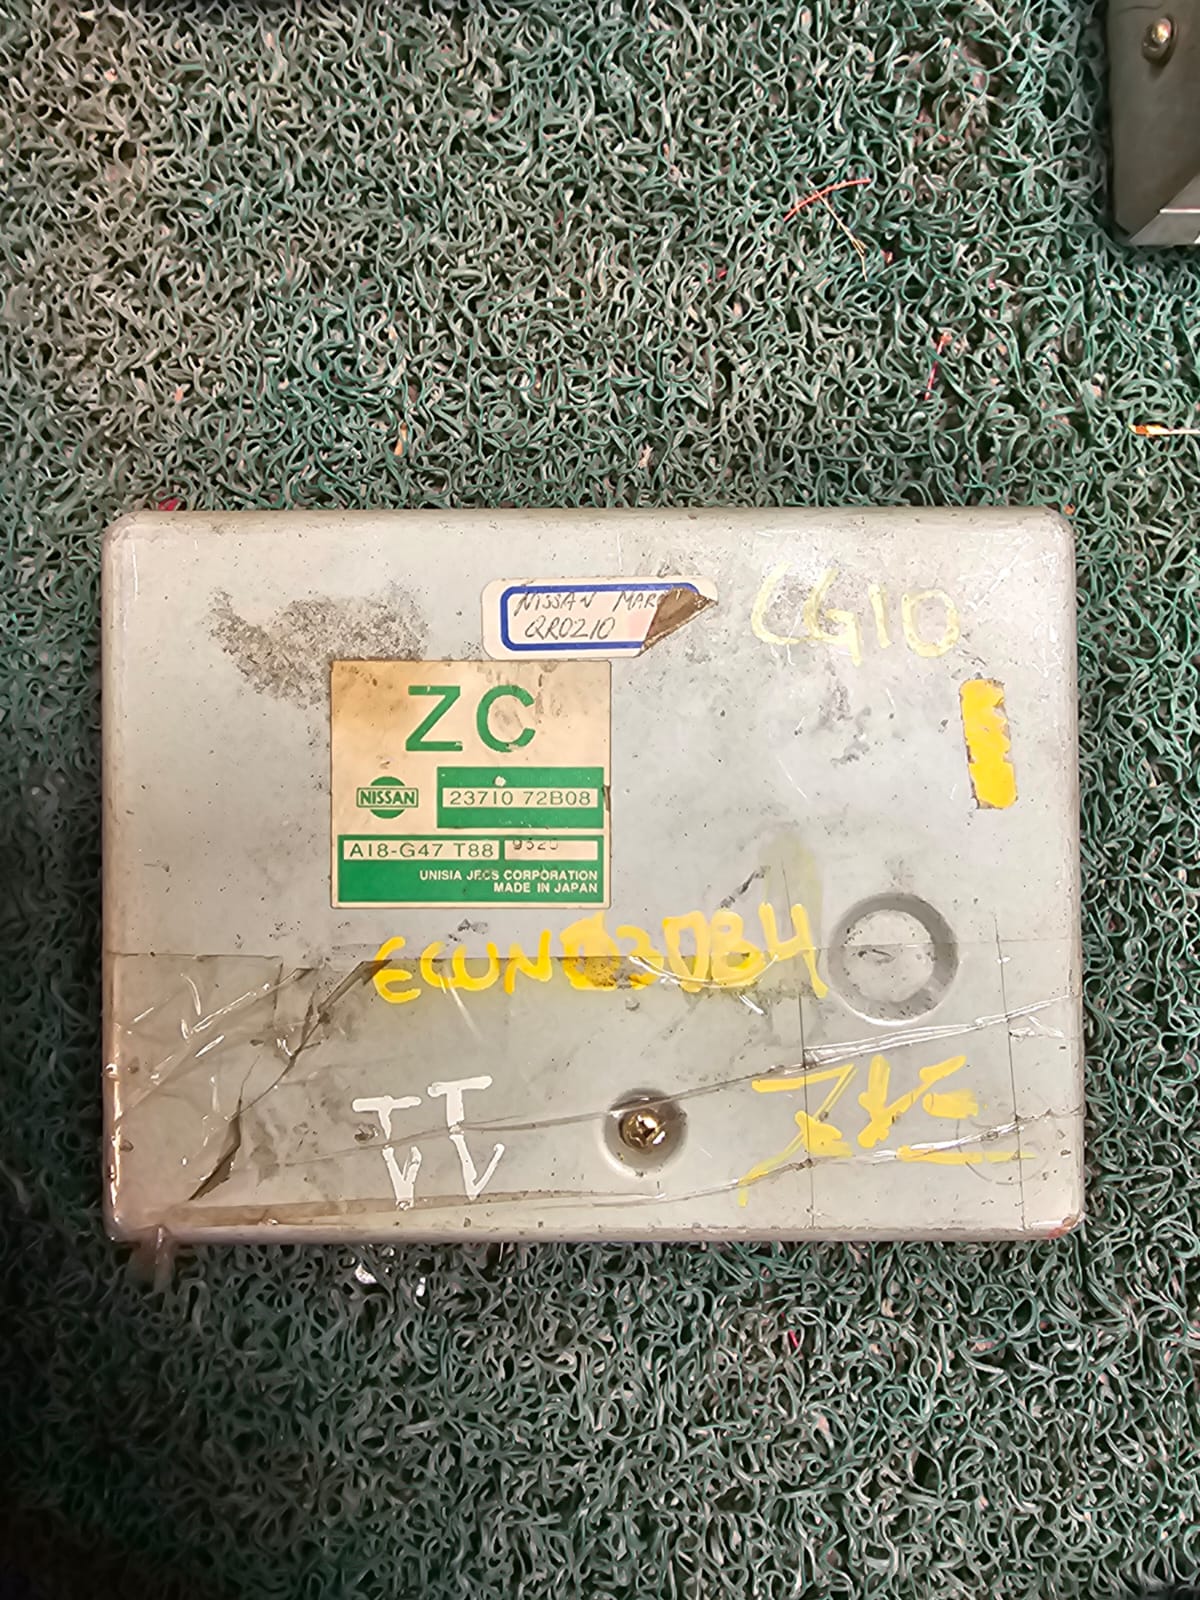 NISSAN MAR
QR0210
CG10
ZC
NISSAN
23710 72B08
A18-G47 T88
UNISIA JECS CORPORATION
MADE IN JAPAN